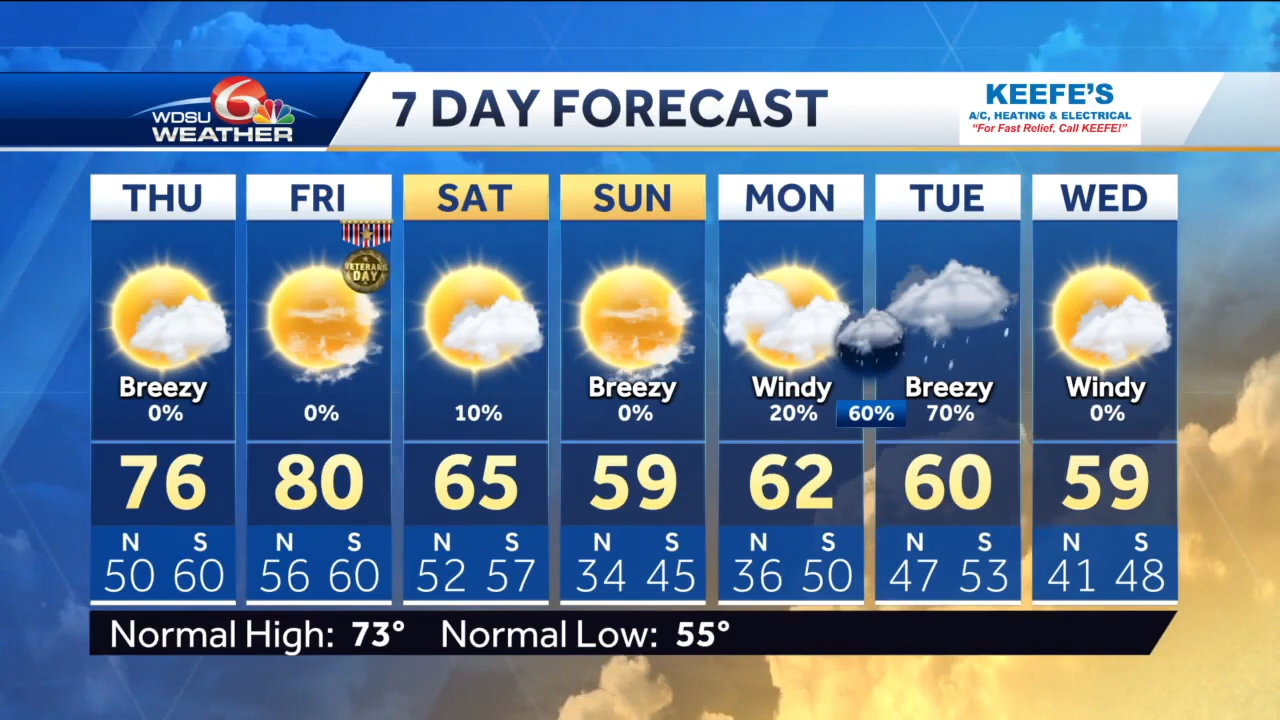 WDSU 6
WEATHER
7 DAY FORECAST
KEEFE'S
A/C, HEATING & ELECTRICAL
"For Fast Relief, Call KEEFE!"
THU FRI SAT SUN MON TUE WED
VETERANS
DAY
Breezy Breezy Windy Breezy Windy
0% 0% 10% 0% 20% 60% 70% 0%
76 80 65 59 62 60 59
N S N S N S N S N S N S N S
50 60 56 60 52 57 34 45 36 50 47 53 41 48
Normal High: 73° Normal Low: 55°